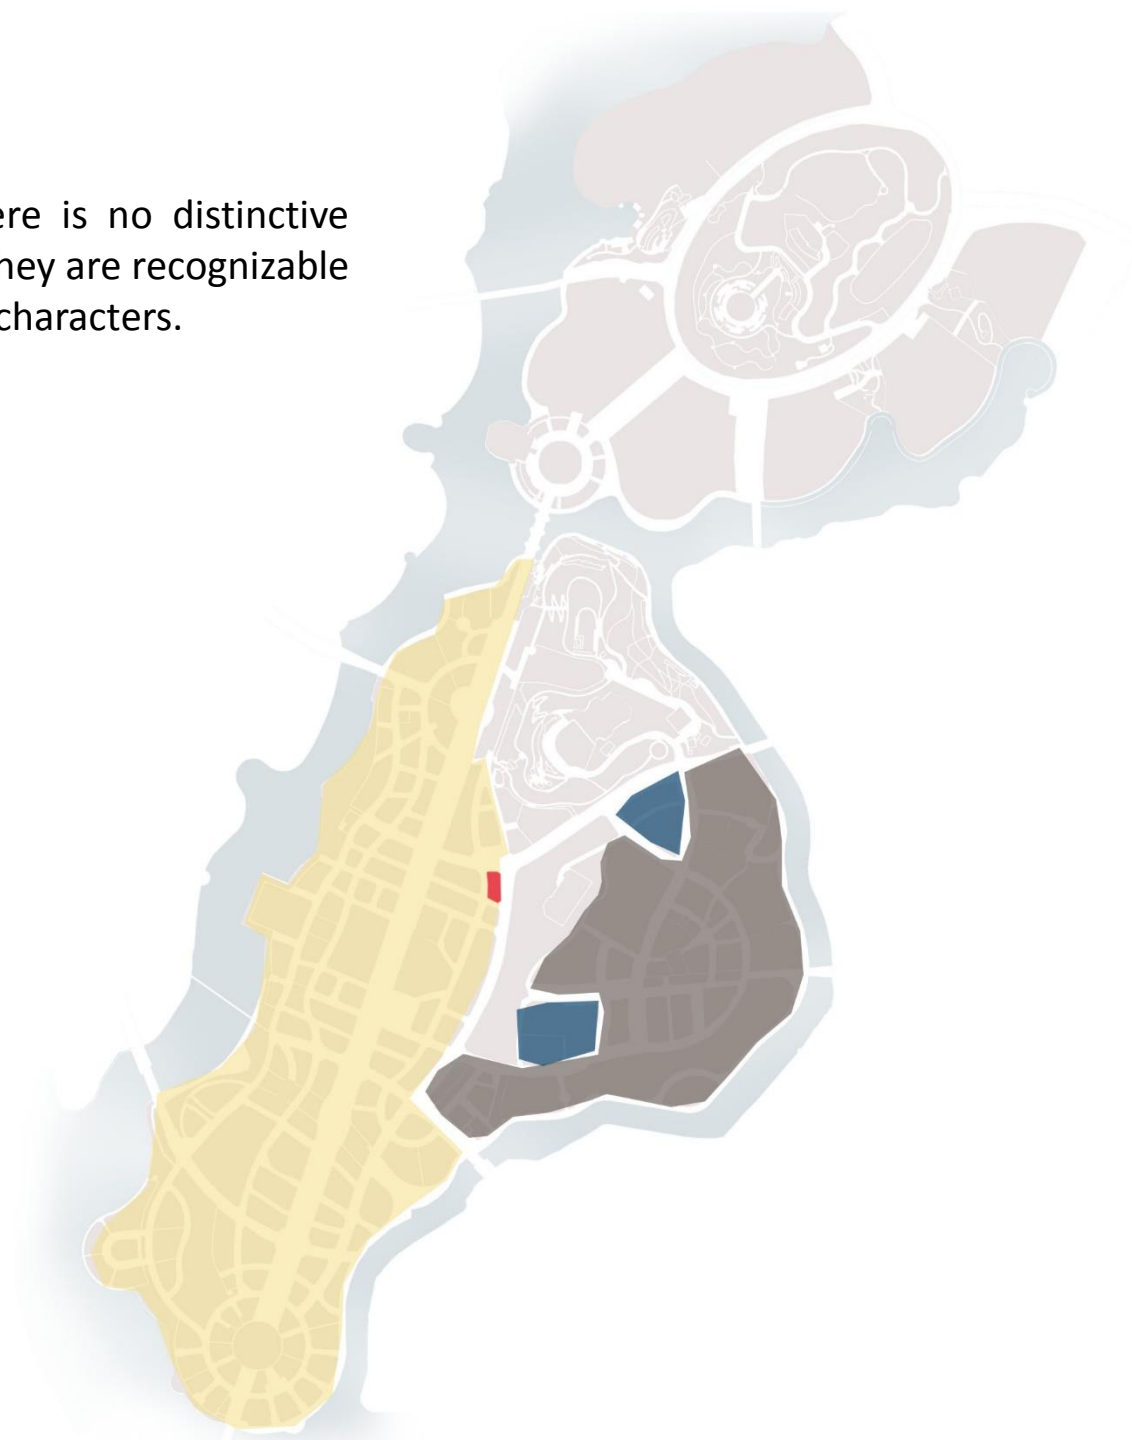 ere is no distinctive
hey are recognizable
characters.